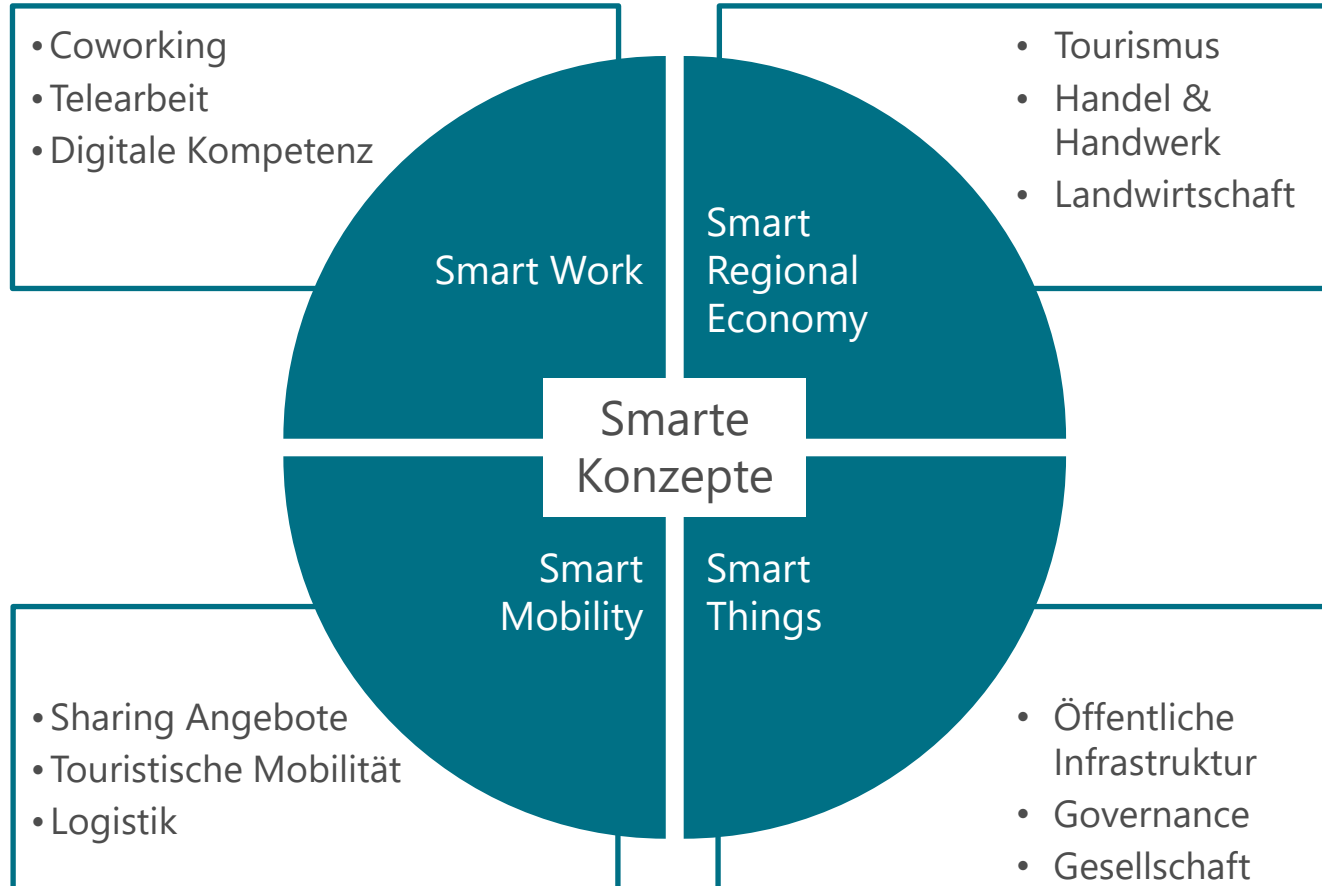 • Coworking
• Telearbeit
• Digitale Kompetenz
• Tourismus
• Handel &
Handwerk
• Landwirtschaft
Smart Work
Smart
Regional
Economy
Smarte
Konzepte
Smart
Mobility
Smart
Things
• Sharing Angebote
• Touristische Mobilität
• Logistik
• Öffentliche
Infrastruktur
• Governance
• Gesellschaft